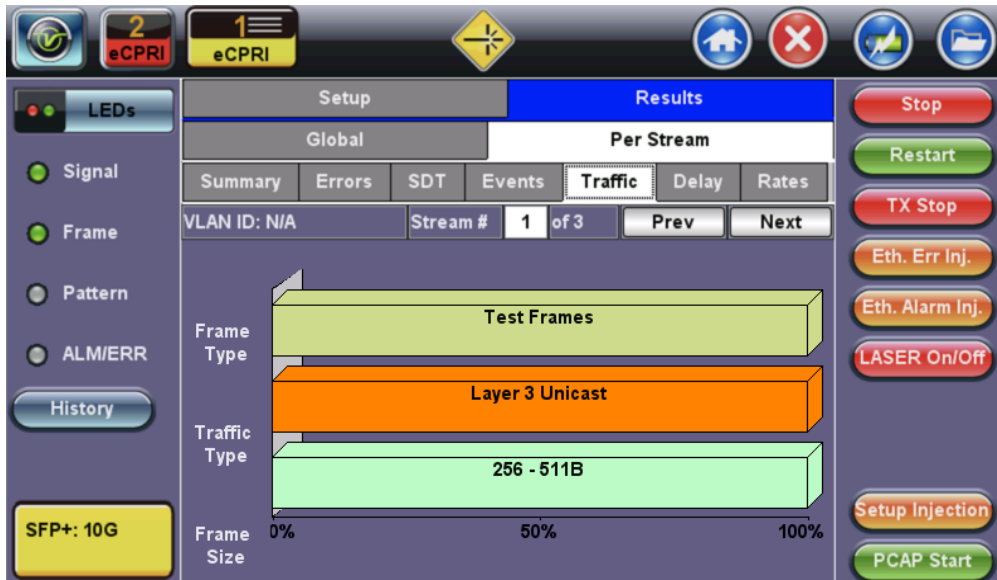 2 eCPRI
1 eCPRI
LEDs
Setup Results
Stop
Global Per Stream
Restart
Signal
Summary Errors SDT Events Traffic Delay Rates
TX Stop
VLAN ID: N/A Stream # 1 of 3 Prev Next
Frame
Eth. Err Inj.
Pattern
Eth. Alarm Inj.
Frame Type
Test Frames
ALM/ERR
LASER On/Off
History
Layer 3 Unicast
Traffic Type
256 - 511B
Setup Injection
SFP+: 10G
Frame Size
0% 50% 100%
PCAP Start